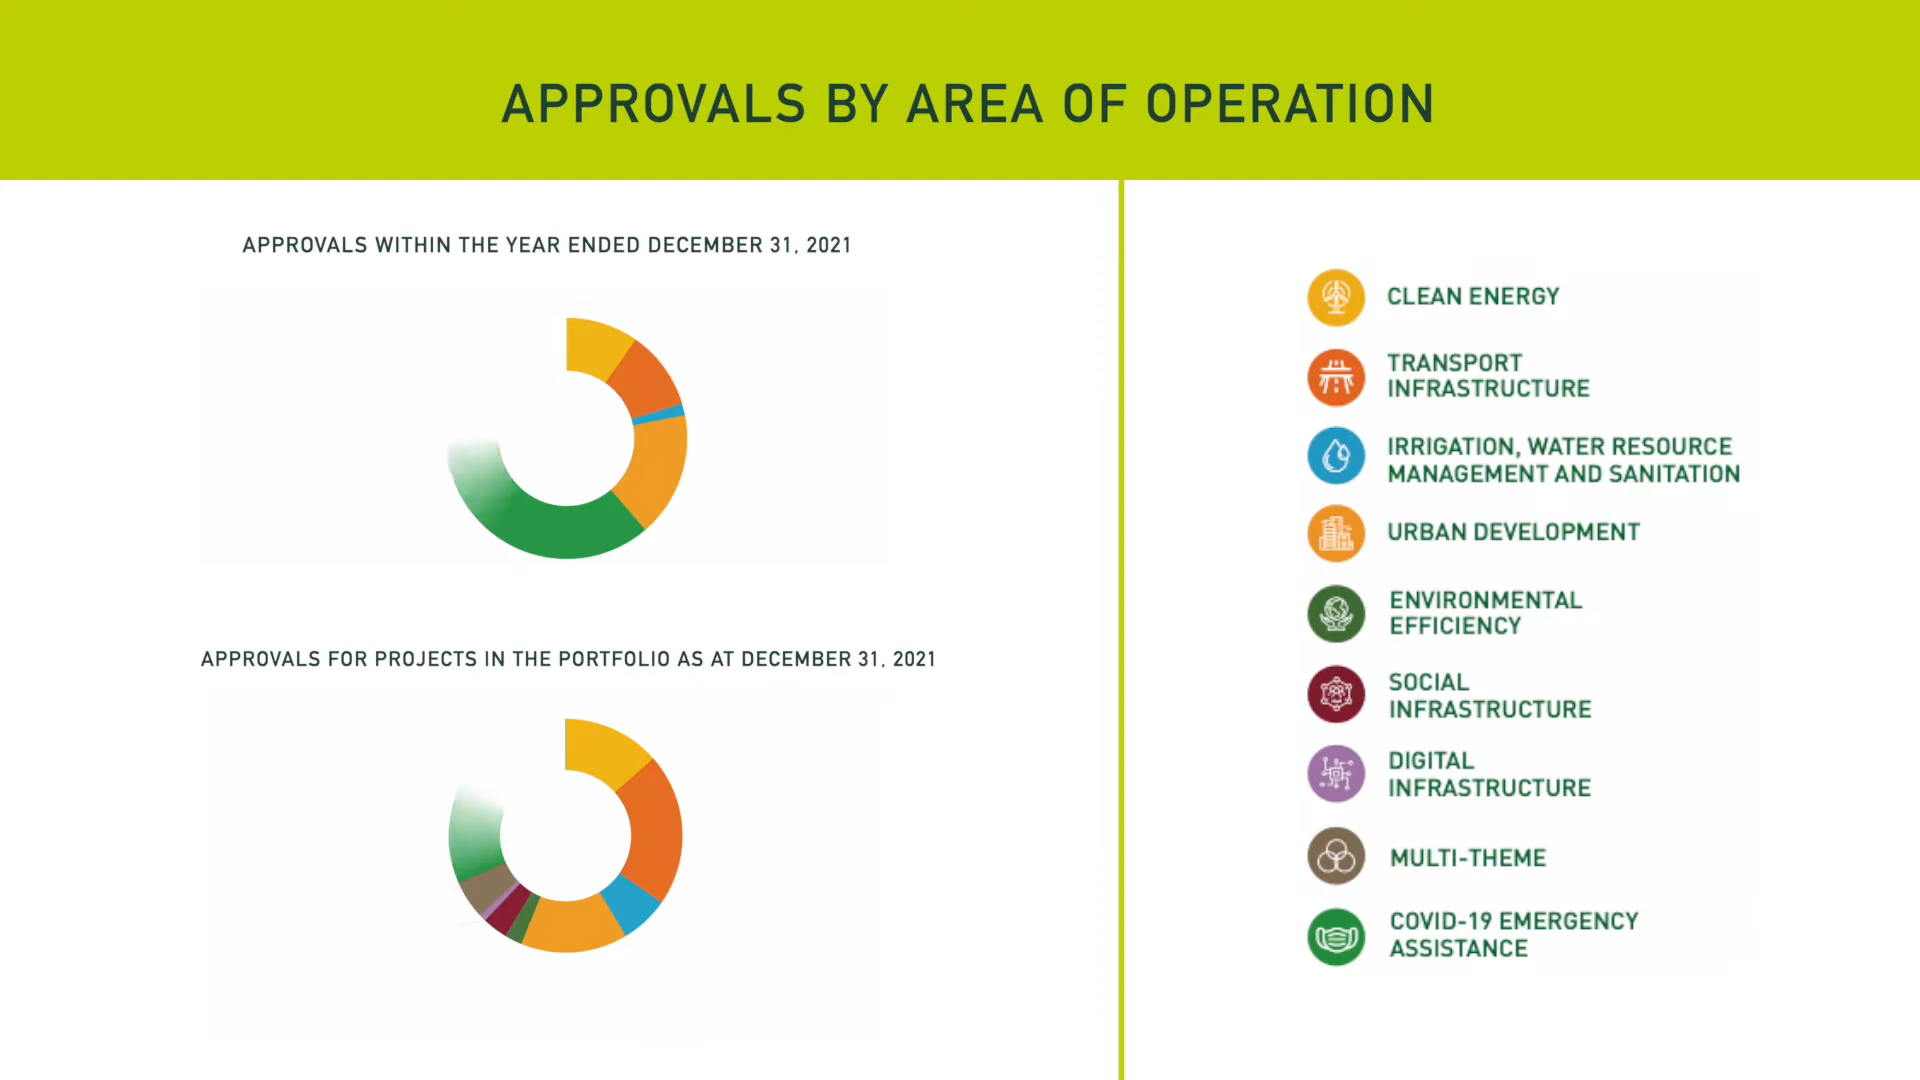 APPROVALS BY AREA OF OPERATION
APPROVALS WITHIN THE YEAR ENDED DECEMBER 31, 2021
APPROVALS FOR PROJECTS IN THE PORTFOLIO AS AT DECEMBER 31, 2021
CLEAN ENERGY
TRANSPORT
INFRASTRUCTURE
IRRIGATION, WATER RESOURCE
MANAGEMENT AND SANITATION
URBAN DEVELOPMENT
ENVIRONMENTAL
EFFICIENCY
SOCIAL
INFRASTRUCTURE
DIGITAL
INFRASTRUCTURE
MULTI-THEME
COVID-19 EMERGENCY
ASSISTANCE